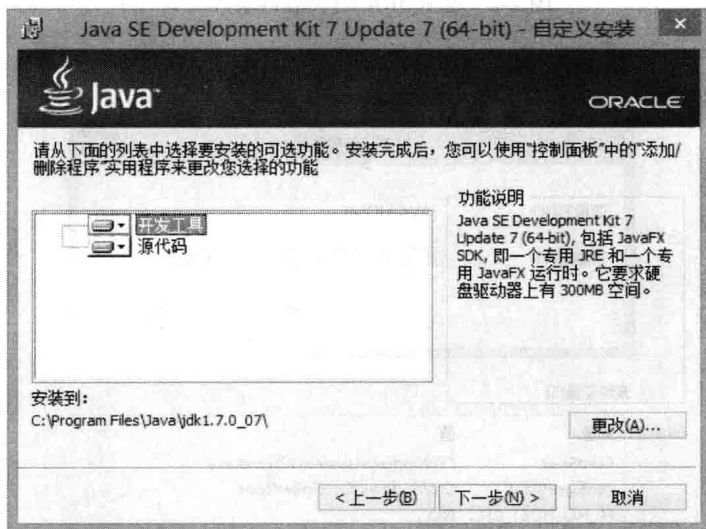 Java SE Development Kit 7 Update 7 (64-bit) - 自定义安装
Java
ORACLE
请从下面的列表中选择要安装的可选功能。安装完成后，您可以使用"控制面板"中的"添加/
删除程序"实用程序来更改您选择的功能
开发工具
源代码
功能说明
Java SE Development Kit 7
Update 7 (64-bit), 包括 JavaFX
SDK, 即一个专用 JRE 和一个专
用 JavaFX 运行时。它要求硬
盘驱动器上有 300MB 空间。
安装到：
C:\Program Files\Java\jdk1.7.0_07\
更改(A)...
<上一步(B)
下一步(N) >
取消